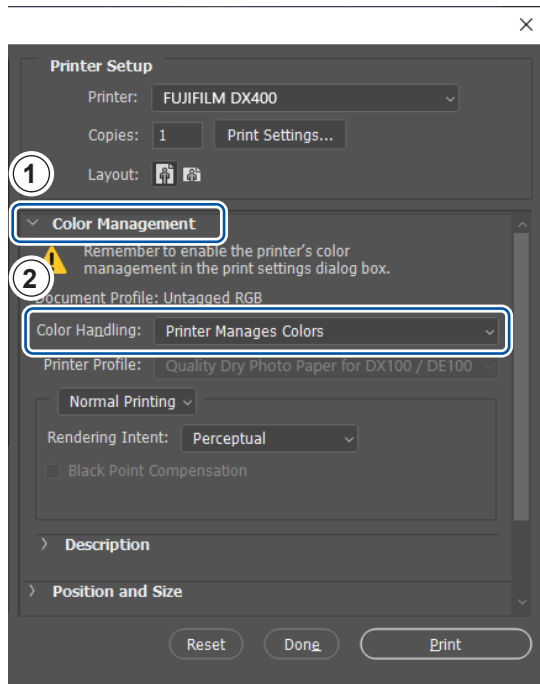 Printer Setup
Printer: FUJIFILM DX400
Copies: 1 Print Settings...
Layout:
1
Color Management
Remember to enable the printer's color
management in the print settings dialog box.
2
Document Profile: Untagged RGB
Color Handling: Printer Manages Colors
Printer Profile: Quality Dry Photo Paper for DX100 / DE100
Normal Printing
Rendering Intent: Perceptual
Black Point Compensation
Description
Position and Size
Reset Done Print